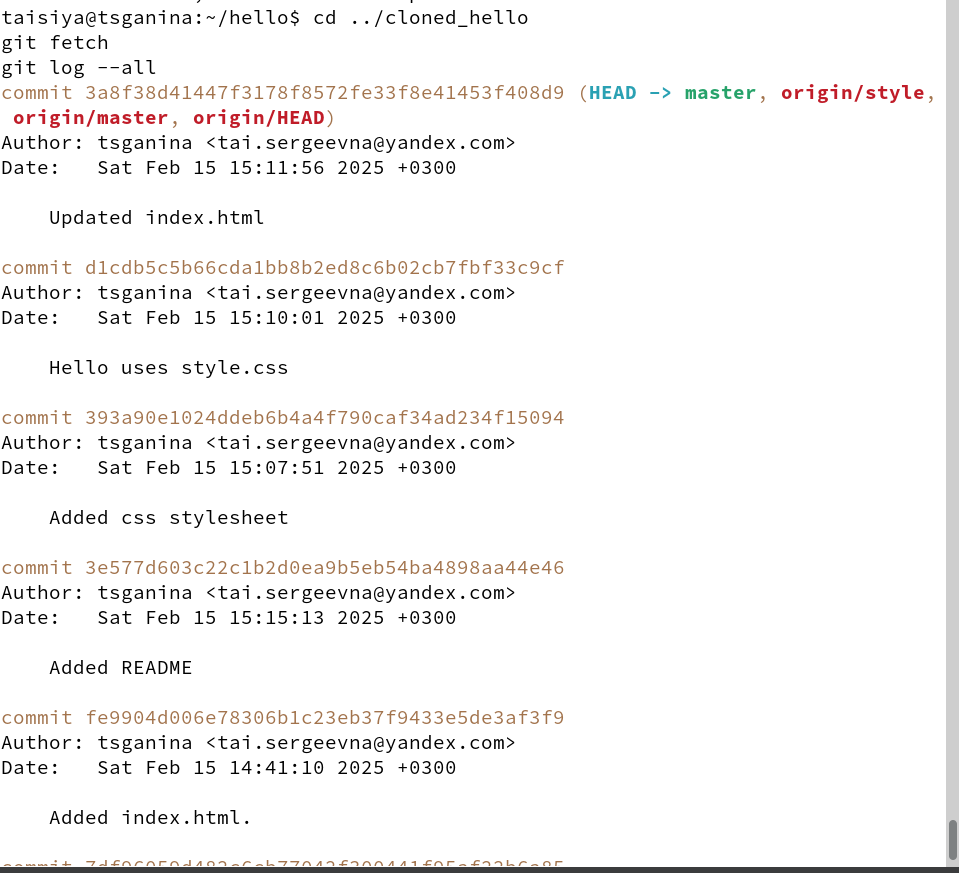 taisiya@tsganina:~/hello$ cd ../cloned_hello
git fetch
git log --all
commit 3a8f38d41447f3178f8572fe33f8e41453f408d9 (HEAD -> master, origin/style,
origin/master, origin/HEAD)
Author: tsganina <tai.sergeevna@yandex.com>
Date:   Sat Feb 15 15:11:56 2025 +0300
    Updated index.html
commit d1cdb5c5b66cda1bb8b2ed8c6b02cb7fbf33c9cf
Author: tsganina <tai.sergeevna@yandex.com>
Date:   Sat Feb 15 15:10:01 2025 +0300
    Hello uses style.css
commit 393a90e1024ddeb6b4a4f790caf34ad234f15094
Author: tsganina <tai.sergeevna@yandex.com>
Date:   Sat Feb 15 15:07:51 2025 +0300
    Added css stylesheet
commit 3e577d603c22c1b2d0ea9b5eb54ba4898aa44e46
Author: tsganina <tai.sergeevna@yandex.com>
Date:   Sat Feb 15 15:15:13 2025 +0300
    Added README
commit fe9904d006e78306b1c23eb37f9433e5de3af3f9
Author: tsganina <tai.sergeevna@yandex.com>
Date:   Sat Feb 15 14:41:10 2025 +0300
    Added index.html.
commit